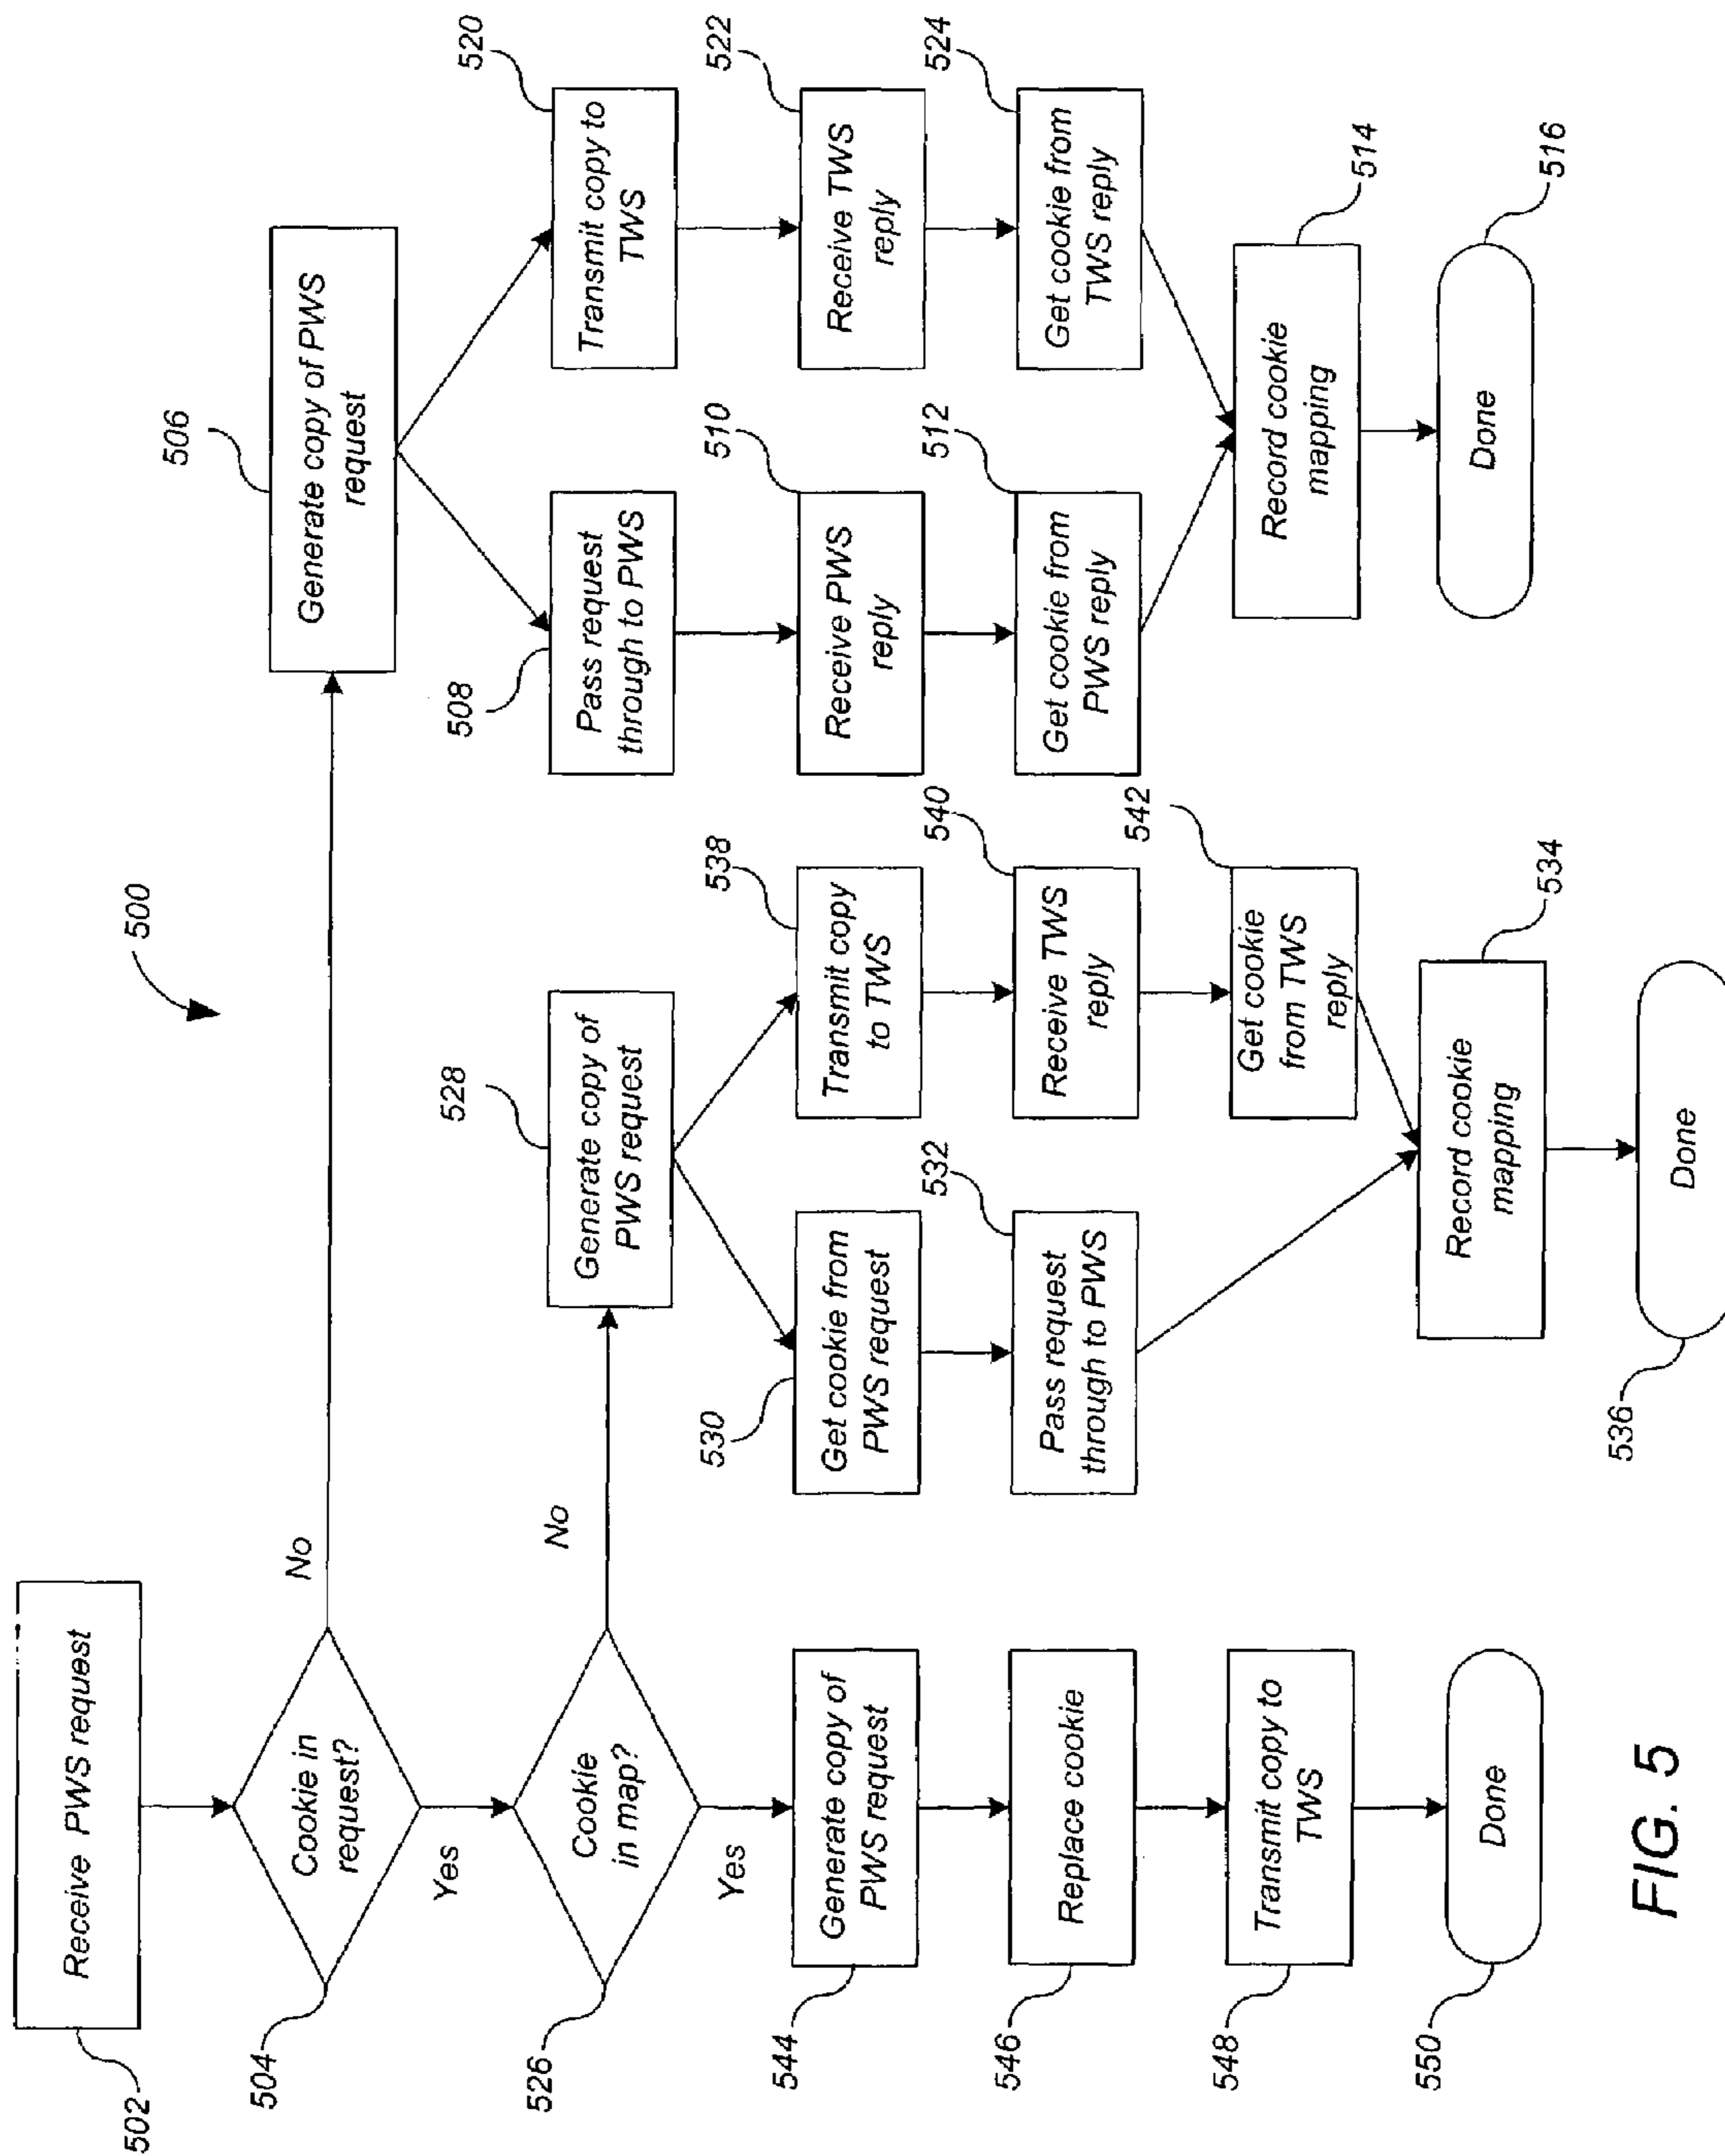 500
502
Receive PWS request
504
Cookie in
request?
No
Yes
506
Generate copy of PWS
request
508
Pass request
through to PWS
510
Receive PWS
reply
512
Get cookie from
PWS reply
520
Transmit copy to
TWS
522
Receive TWS
reply
524
Get cookie from
TWS reply
514
Record cookie
mapping
516
Done
526
Cookie
in map?
No
Yes
528
Generate copy of
PWS request
530
Get cookie from
PWS request
532
Pass request
through to PWS
538
Transmit copy
to TWS
540
Receive TWS
reply
542
Get cookie
from TWS
reply
534
Record cookie
mapping
536
Done
544
Generate copy of
PWS request
546
Replace cookie
548
Transmit copy to
TWS
550
Done
FIG. 5